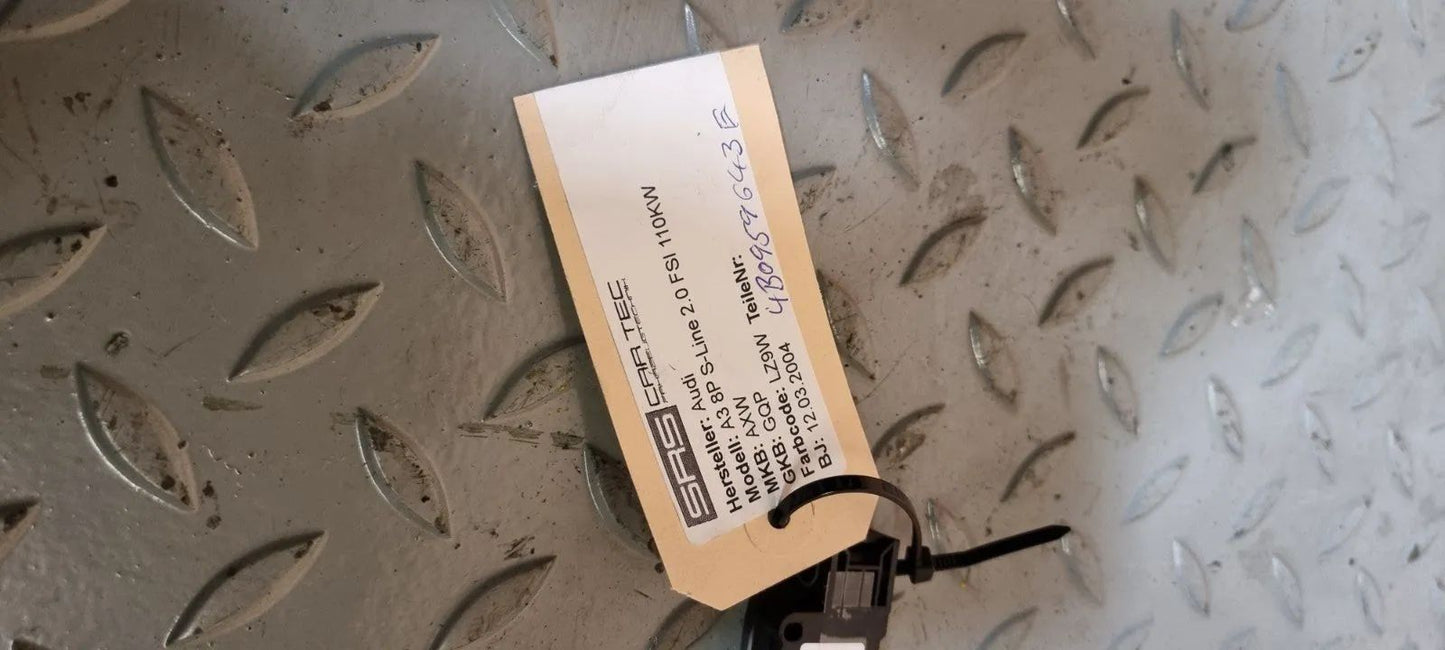 SRS CAR TEC
Hersteller: Audi
Modell: A3 8P S-Line 2.0 FSI 110KW
MKB: AXW
GKB: GQP
Farbcode: LZ9W TeileNr:
4B0959643E
BJ: 12.03.2004